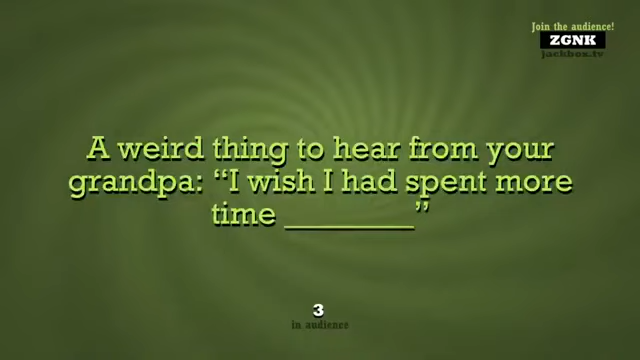 Join the audience!
ZGNK
jackbox.tv
A weird thing to hear from your
grandpa: “I wish I had spent more
time ________”
3
in audience